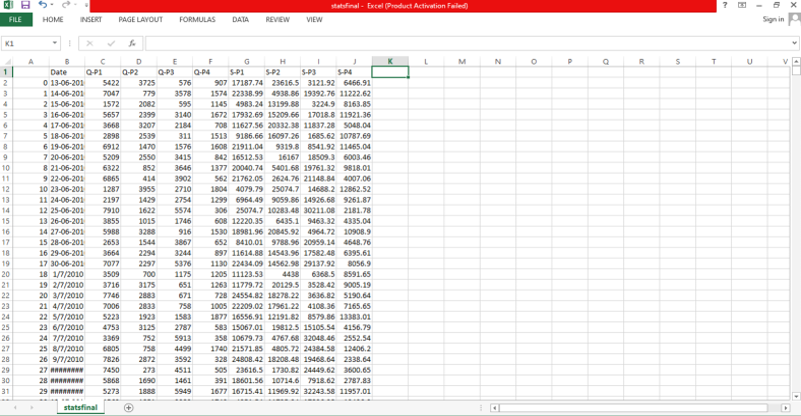 statsfinal - Excel (Product Activation Failed)
FILE HOME INSERT PAGE LAYOUT FORMULAS DATA REVIEW VIEW Sign in
K1 fx
A B C D E F G H I J K L M N O P Q R S T U V
1 Date Q-P1 Q-P2 Q-P3 Q-P4 S-P1 S-P2 S-P3 S-P4
2 0 13-06-201 5422 3725 576 907 17187.74 23616.5 3121.92 6466.91
3 1 14-06-201 7047 779 3578 1574 22338.99 4938.86 19392.76 11222.62
4 2 15-06-201 1572 2082 595 1145 4983.24 13199.88 3224.9 8163.85
5 3 16-06-201 5657 2399 3140 1672 17932.69 15209.66 17018.8 11921.36
6 4 17-06-201 3668 3207 2184 708 11627.56 20332.38 11837.28 5048.04
7 5 18-06-201 2898 2539 311 1513 9186.66 16097.26 1685.62 10787.69
8 6 19-06-201 6912 1470 1576 1608 21911.04 9319.8 8541.92 11465.04
9 7 20-06-201 5209 2550 3415 842 16512.53 16167 18509.3 6003.46
10 8 21-06-201 6322 852 3646 1377 20040.74 5401.68 19761.32 9818.01
11 9 22-06-201 6865 414 3902 562 21762.05 2624.76 21148.84 4007.06
12 10 23-06-201 1287 3955 2710 1804 4079.79 25074.7 14688.2 12862.52
13 11 24-06-201 2197 1429 2754 1299 6964.49 9059.86 14926.68 9261.87
14 12 25-06-201 7910 1622 5574 306 25074.7 10283.48 30211.08 2181.78
15 13 26-06-201 3855 1015 1746 608 12220.35 6435.1 9463.32 4335.04
16 14 27-06-201 5988 3288 916 1530 18981.96 20845.92 4964.72 10908.9
17 15 28-06-201 2653 1544 3867 652 8410.01 9788.96 20959.14 4648.76
18 16 29-06-201 3664 2294 3244 897 11614.88 14543.96 17582.48 6395.61
19 17 30-06-201 7077 2297 5376 1130 22434.09 14562.98 29137.92 8056.9
20 18 1/7/2010 3509 700 1175 1205 11123.53 4438 6368.5 8591.65
21 19 2/7/2010 3716 3175 651 1263 11779.72 20129.5 3528.42 9005.19
22 20 3/7/2010 7746 2883 671 728 24554.82 18278.22 3636.82 5190.64
23 21 4/7/2010 7006 2833 758 1005 22209.02 17961.22 4108.36 7165.65
24 22 5/7/2010 5223 1923 1583 1877 16556.91 12191.82 8579.86 13383.01
25 23 6/7/2010 4753 3125 2787 583 15067.01 19812.5 15105.54 4156.79
26 24 7/7/2010 3369 752 5913 358 10679.73 4767.68 32048.46 2552.54
27 25 8/7/2010 6805 758 4499 1740 21571.85 4805.72 24384.58 12406.2
28 26 9/7/2010 7826 2872 3592 328 24808.42 18208.48 19468.64 2338.64
29 27 ######## 7450 273 4511 505 23616.5 1730.82 24449.62 3600.65
30 28 ######## 5868 1690 1461 391 18601.56 10714.6 7918.62 2787.83
31 29 ######## 5273 1888 5949 1677 16715.41 11969.92 32243.58 11957.01
statsfinal